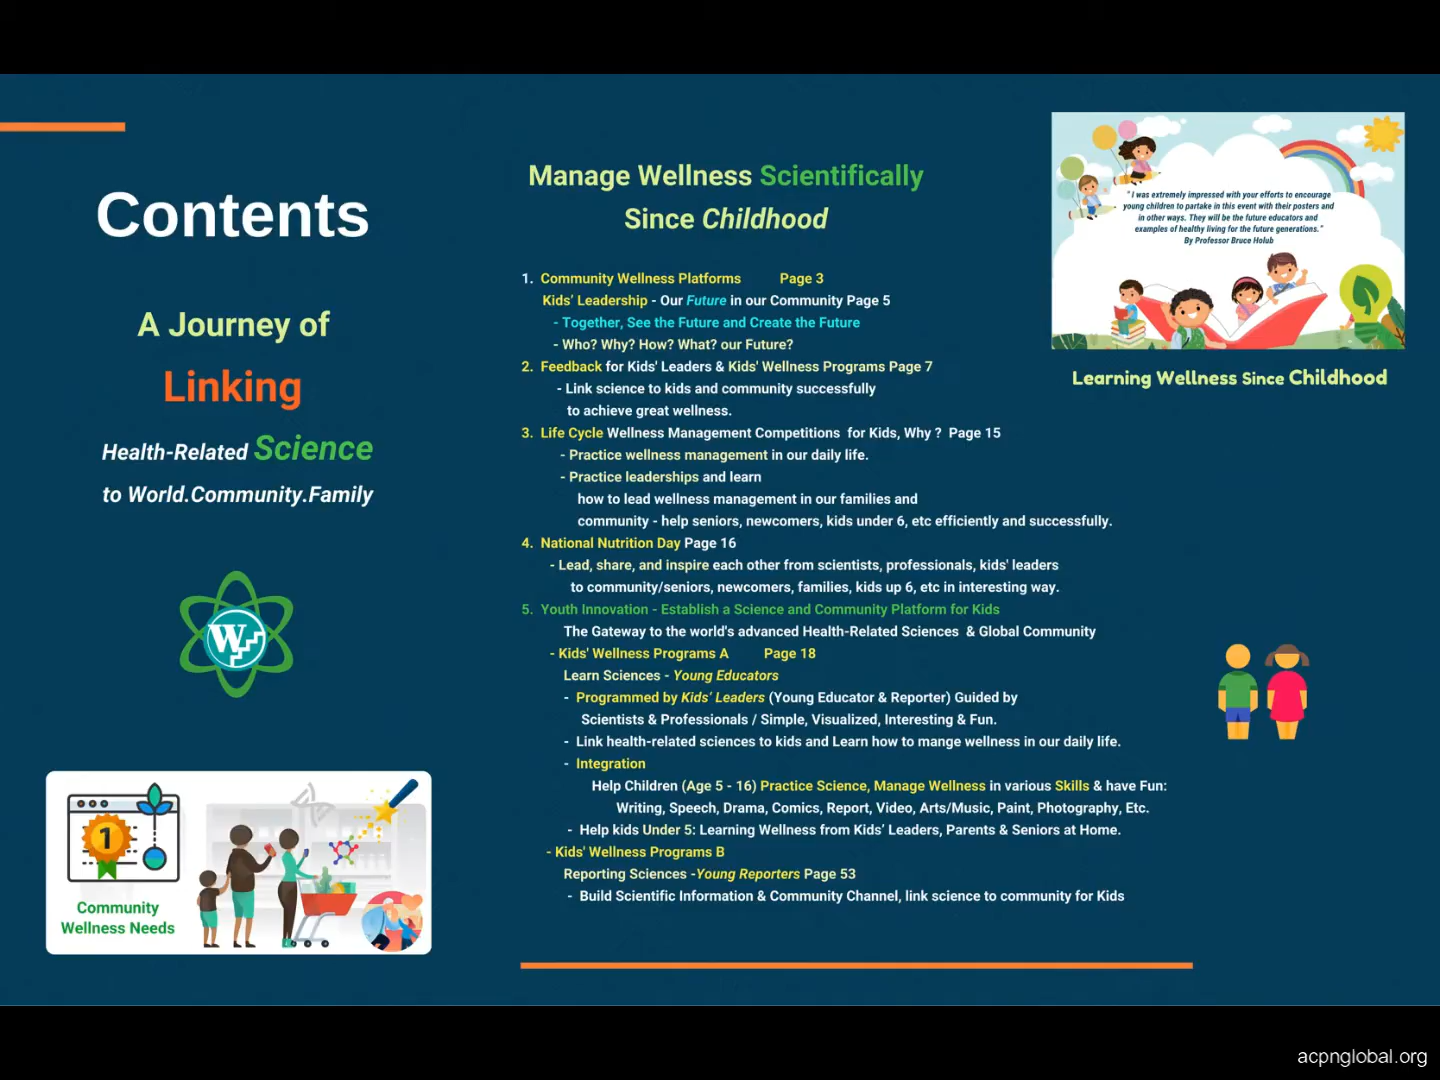 Contents
A Journey of
Linking
Health-Related Science
to World.Community.Family
W
1
Community
Wellness Needs
Manage Wellness Scientifically
Since Childhood
1. Community Wellness Platforms Page 3
Kids' Leadership - Our Future in our Community Page 5
- Together, See the Future and Create the Future
- Who? Why? How? What? our Future?
2. Feedback for Kids' Leaders & Kids' Wellness Programs Page 7
- Link science to kids and community successfully
to achieve great wellness.
3. Life Cycle Wellness Management Competitions for Kids, Why ? Page 15
- Practice wellness management in our daily life.
- Practice leaderships and learn
how to lead wellness management in our families and
community - help seniors, newcomers, kids under 6, etc efficiently and successfully.
4. National Nutrition Day Page 16
- Lead, share, and inspire each other from scientists, professionals, kids' leaders
to community/seniors, newcomers, families, kids up 6, etc in interesting way.
5. Youth Innovation - Establish a Science and Community Platform for Kids
The Gateway to the world's advanced Health-Related Sciences & Global Community
- Kids' Wellness Programs A Page 18
Learn Sciences - Young Educators
- Programmed by Kids' Leaders (Young Educator & Reporter) Guided by
Scientists & Professionals / Simple, Visualized, Interesting & Fun.
- Link health-related sciences to kids and Learn how to mange wellness in our daily life.
- Integration
Help Children (Age 5 - 16) Practice Science, Manage Wellness in various Skills & have Fun:
Writing, Speech, Drama, Comics, Report, Video, Arts/Music, Paint, Photography, Etc.
- Help kids Under 5: Learning Wellness from Kids' Leaders, Parents & Seniors at Home.
- Kids' Wellness Programs B
Reporting Sciences -Young Reporters Page 53
- Build Scientific Information & Community Channel, link science to community for Kids
" I was extremely impressed with your efforts to encourage
young children to partake in this event with their posters and
in other ways. They will be the future educators and
examples of healthy living for the future generations."
By Professor Bruce Holub
Learning Wellness Since Childhood
acpnglobal.org